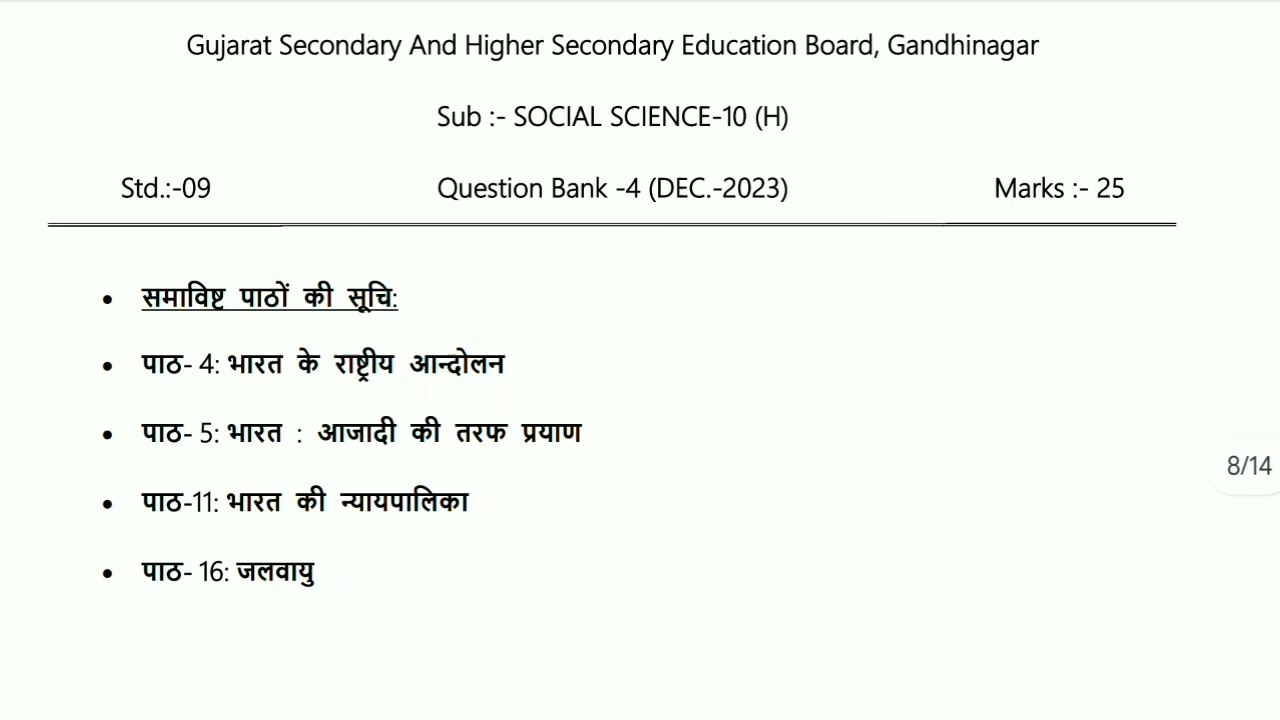 Gujarat Secondary And Higher Secondary Education Board, Gandhinagar
Sub :- SOCIAL SCIENCE-10 (H)
Std.:-09 Question Bank -4 (DEC.-2023) Marks :- 25
• समाविष्ट पाठों की सूचि:
• पाठ- 4: भारत के राष्ट्रीय आन्दोलन
• पाठ- 5: भारत : आजादी की तरफ प्रयाण
8/14
• पाठ-11: भारत की न्यायपालिका
• पाठ- 16: जलवायु